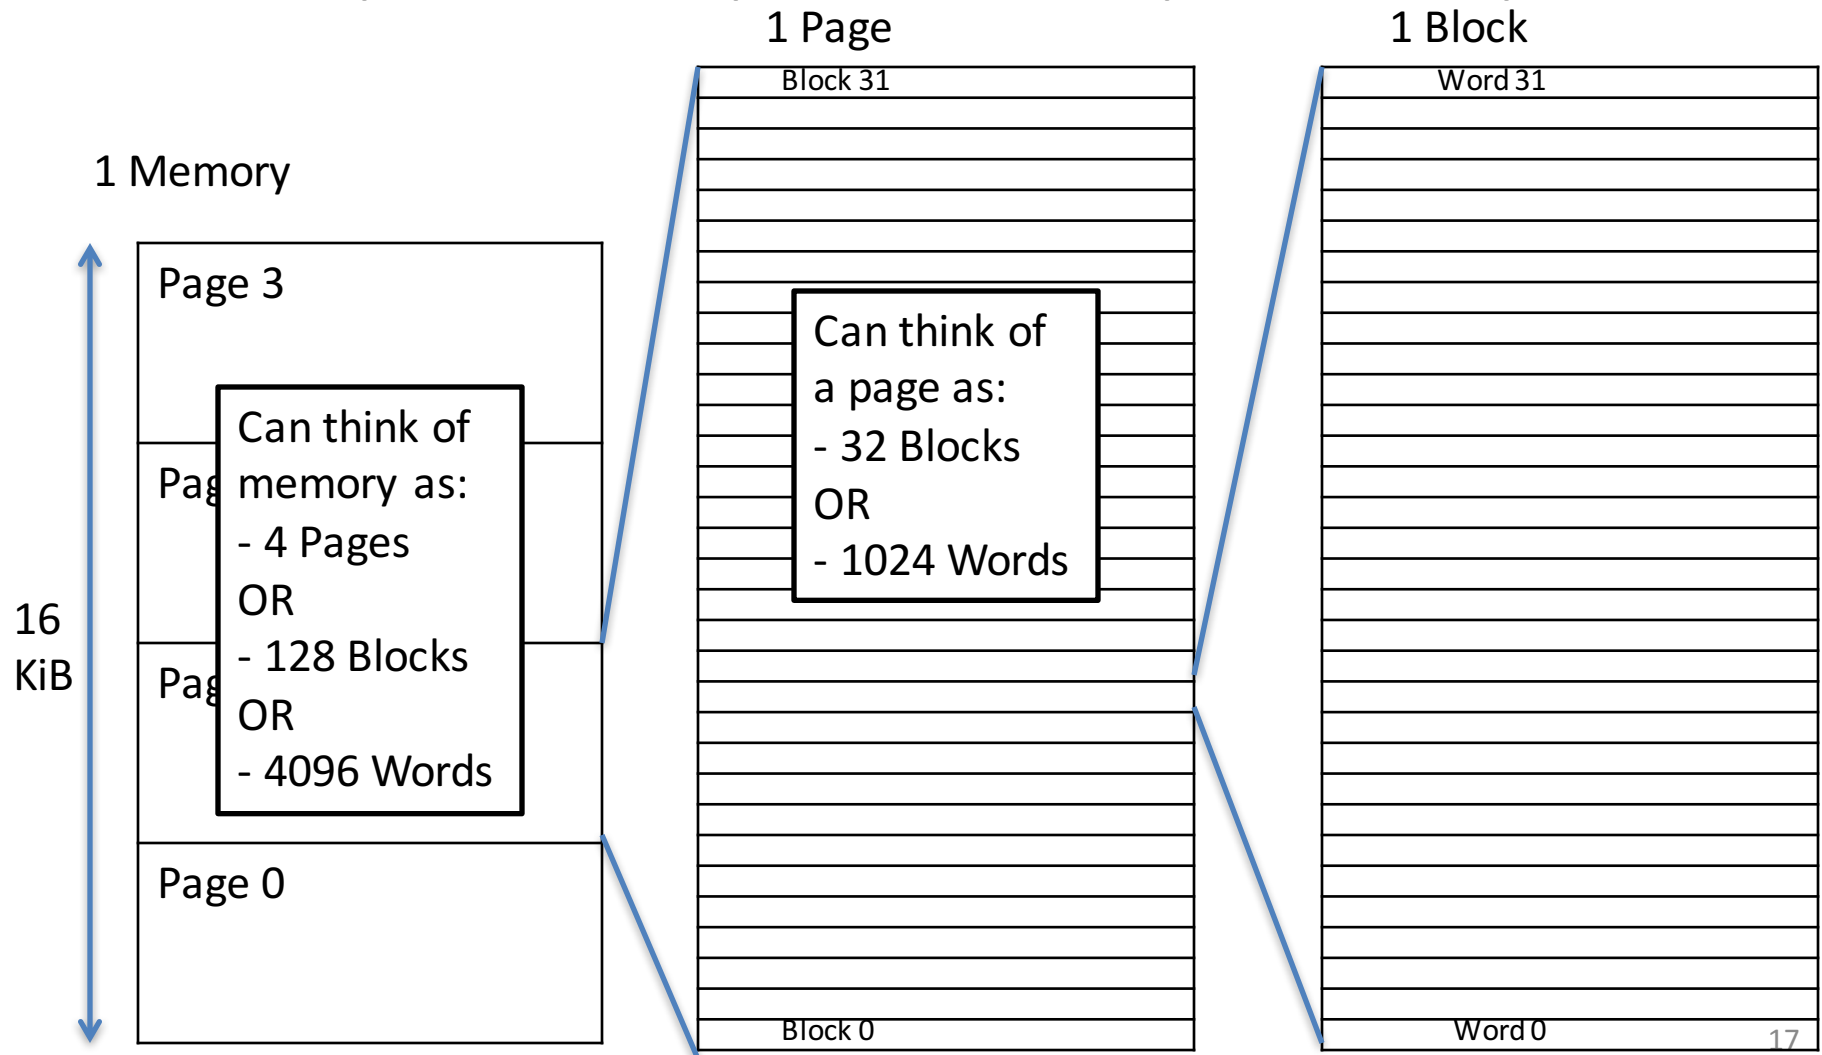 1 Memory
16
KiB
Page 3
Pag
Pag
Page 0
Can think of
memory as:
- 4 Pages
OR
- 128 Blocks
OR
- 4096 Words
1 Page
Block 31
Can think of
a page as:
- 32 Blocks
OR
- 1024 Words
Block 0
1 Block
Word 31
Word 0
17